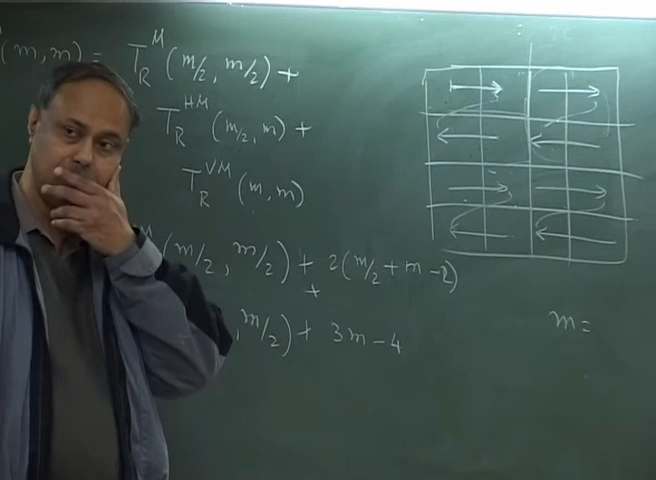 (m, m) = T_R^M (m/2, m/2) +
T_R^{HM} (m/2, m) +
T_R^{VM} (m, m)
M (m/2, m/2) + 2(m/2 + m - 2)
+
, m/2) + 3m - 4
m =